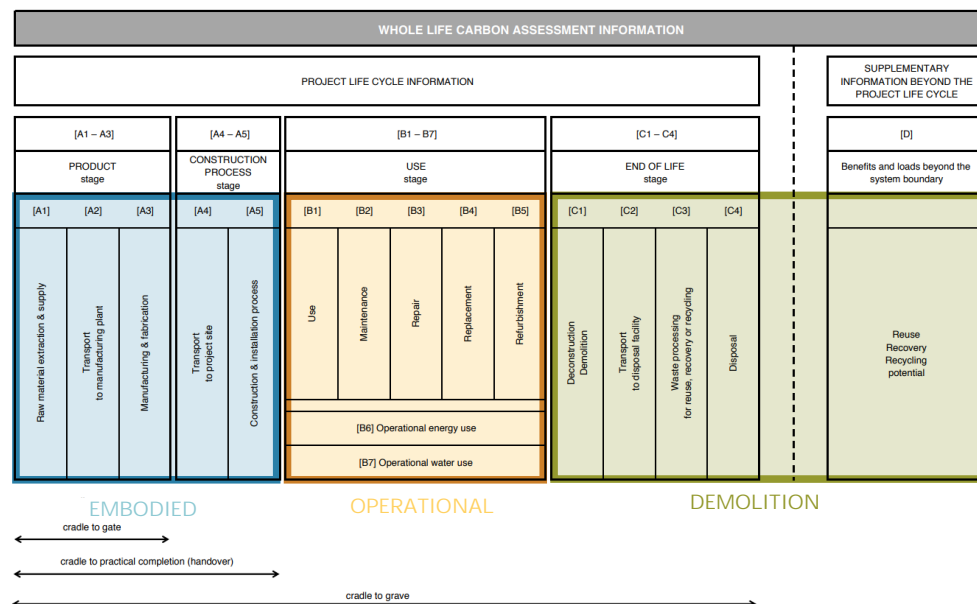 WHOLE LIFE CARBON ASSESSMENT INFORMATION
PROJECT LIFE CYCLE INFORMATION
SUPPLEMENTARY
INFORMATION BEYOND THE
PROJECT LIFE CYCLE
[A1 – A3]
[A4 – A5]
[B1 – B7]
[C1 – C4]
[D]
PRODUCT
stage
CONSTRUCTION
PROCESS
stage
USE
stage
END OF LIFE
stage
Benefits and loads beyond the
system boundary
[A1]
[A2]
[A3]
[A4]
[A5]
[B1]
[B2]
[B3]
[B4]
[B5]
[C1]
[C2]
[C3]
[C4]
Raw material extraction & supply
Transport
to manufacturing plant
Manufacturing & fabrication
Transport
to project site
Construction & installation process
Use
Maintenance
Repair
Replacement
Refurbishment
[B6] Operational energy use
[B7] Operational water use
Deconstruction
Demolition
Transport
to disposal facility
Waste processing
for reuse, recovery or recycling
Disposal
Reuse
Recovery
Recycling
potential
EMBODIED
OPERATIONAL
DEMOLITION
cradle to gate
cradle to practical completion (handover)
cradle to grave